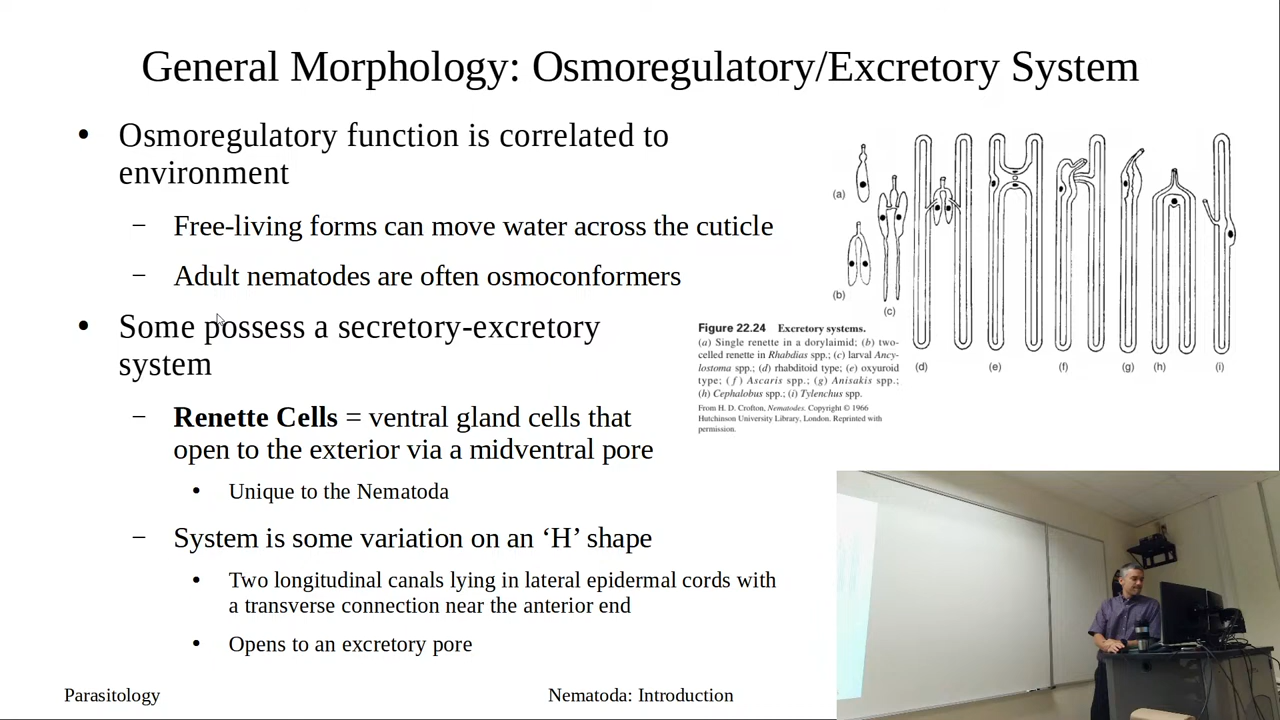 General Morphology: Osmoregulatory/Excretory System
• Osmoregulatory function is correlated to
environment
– Free-living forms can move water across the cuticle
– Adult nematodes are often osmoconformers
• Some possess a secretory-excretory
system
– Renette Cells = ventral gland cells that
open to the exterior via a midventral pore
• Unique to the Nematoda
– System is some variation on an ‘H’ shape
• Two longitudinal canals lying in lateral epidermal cords with
a transverse connection near the anterior end
• Opens to an excretory pore
(a)
(b)
(c)
(d) (e) (f) (g) (h) (i)
Figure 22.24 Excretory systems.
(a) Single renette in a dorylaimid; (b) two-
celled renette in Rhabdias spp.; (c) larval Ancy-
lostoma spp.; (d) rhabditoid type; (e) oxyuroid
type; (f) Ascaris spp.; (g) Anisakis spp.;
(h) Cephalobus spp.; (i) Tylenchus spp.
From H. D. Crofton, Nematodes. Copyright © 1966
Hutchinson University Library, London. Reprinted with
permission.
Parasitology
Nematoda: Introduction